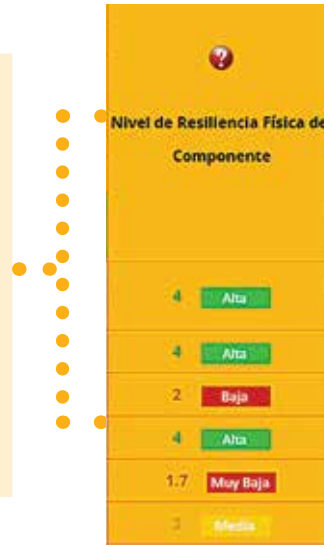 ?
Nivel de Resiliencia Física de
Componente
4 Alta
4 Alta
2 Baja
4 Alta
1.7 Muy Baja
3 Media